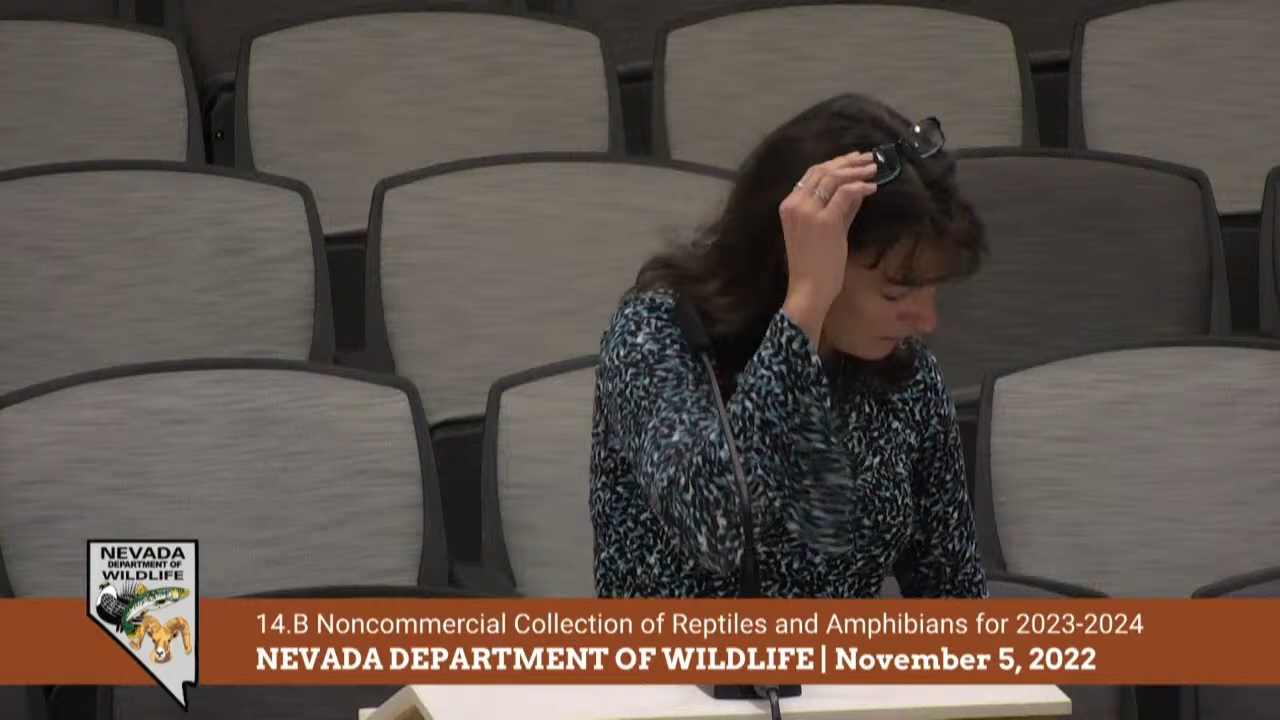 NEVADA
DEPARTMENT OF
WILDLIFE
14.B Noncommercial Collection of Reptiles and Amphibians for 2023-2024
NEVADA DEPARTMENT OF WILDLIFE | November 5, 2022